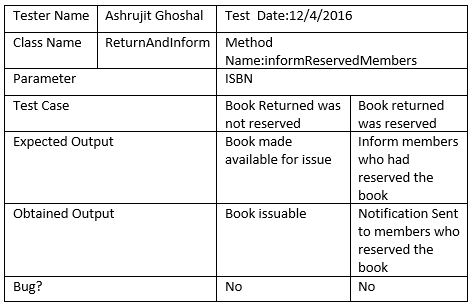 Tester Name Ashrujit Ghoshal Test  Date:12/4/2016
Class Name ReturnAndInform Method
Name:informReservedMembers
Parameter ISBN
Test Case Book Returned was Book returned
not reserved was reserved
Expected Output Book made Inform members
available for issue who had
reserved the
book
Obtained Output Book issuable Notification Sent
to members who
reserved the
book
Bug? No No